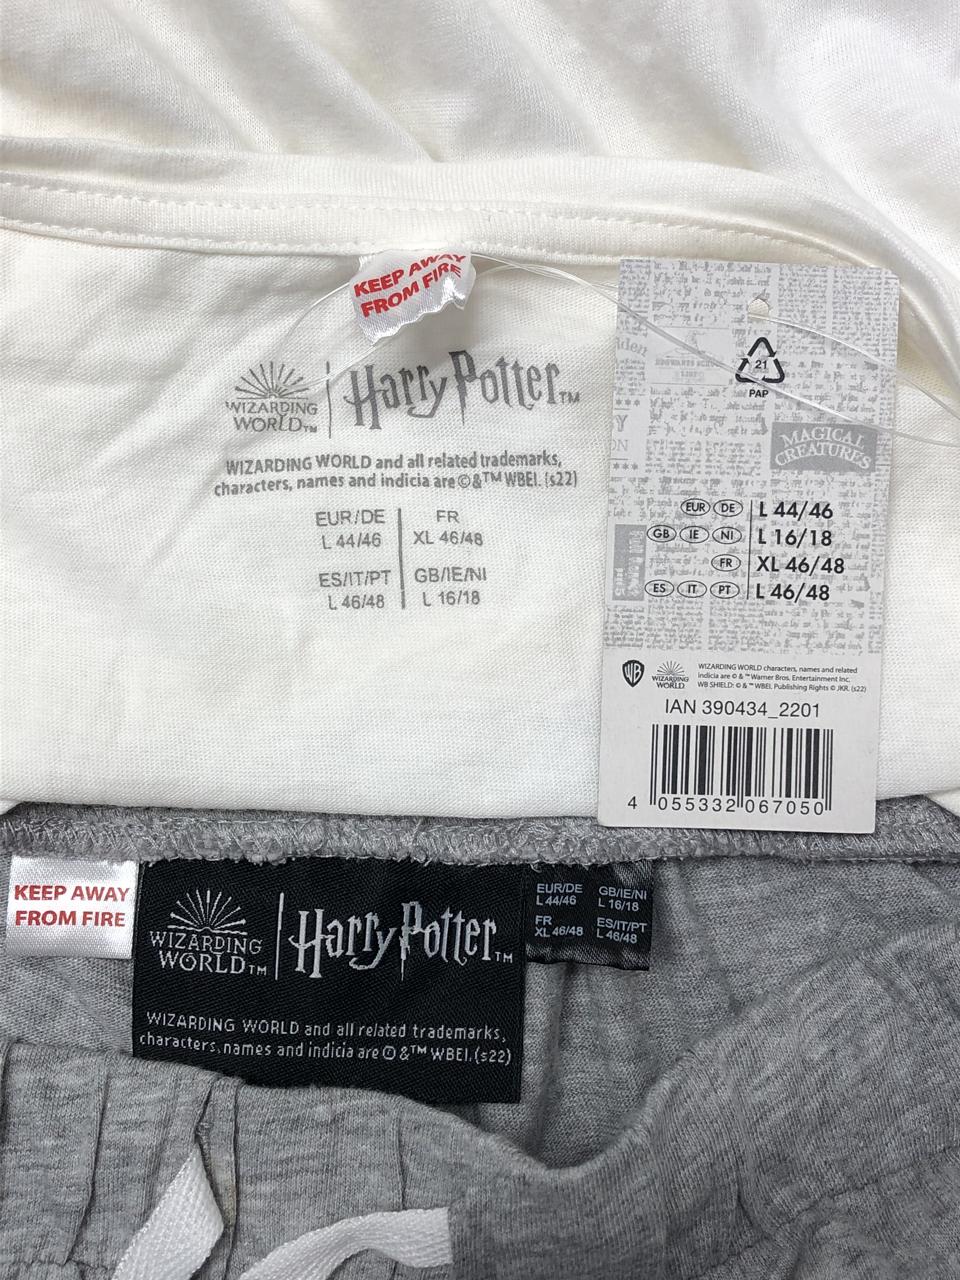 KEEP AWAY
FROM FIRE
WIZARDING
WORLD™
Harry Potter™
WIZARDING WORLD and all related trademarks,
characters, names and indicia are ©&™ WBEI. (s22)
EUR/DE
L 44/46
FR
XL 46/48
ES/IT/PT
L 46/48
GB/IE/NI
L 16/18
21
PAP
MAGICAL
CREATURES
EUR DE L 44/46
GB IE NI L 16/18
FR XL 46/48
ES IT PT L 46/48
WB
WIZARDING
WORLD
WIZARDING WORLD characters, names and related
indicia are © & ™ Warner Bros. Entertainment Inc.
WB SHIELD: © & ™ WBEI. Publishing Rights © JKR. (s22)
IAN 390434_2201
4 055332 067050
KEEP AWAY
FROM FIRE
WIZARDING
WORLD™
Harry Potter™
WIZARDING WORLD and all related trademarks,
characters, names and indicia are © &™ WBEI. (s22)
EUR/DE
L 44/46
GB/IE/NI
L 16/18
FR
XL 46/48
ES/IT/PT
L 46/48